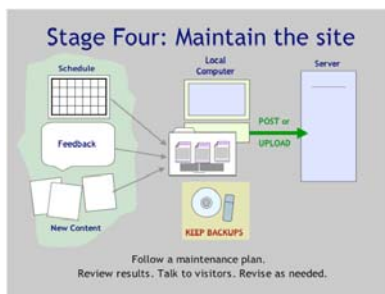 Stage Four: Maintain the site
Schedule
Local
Computer
Server
POST or
UPLOAD
Feedback
New Content
KEEP BACKUPS
Follow a maintenance plan.
Review results. Talk to visitors. Revise as needed.